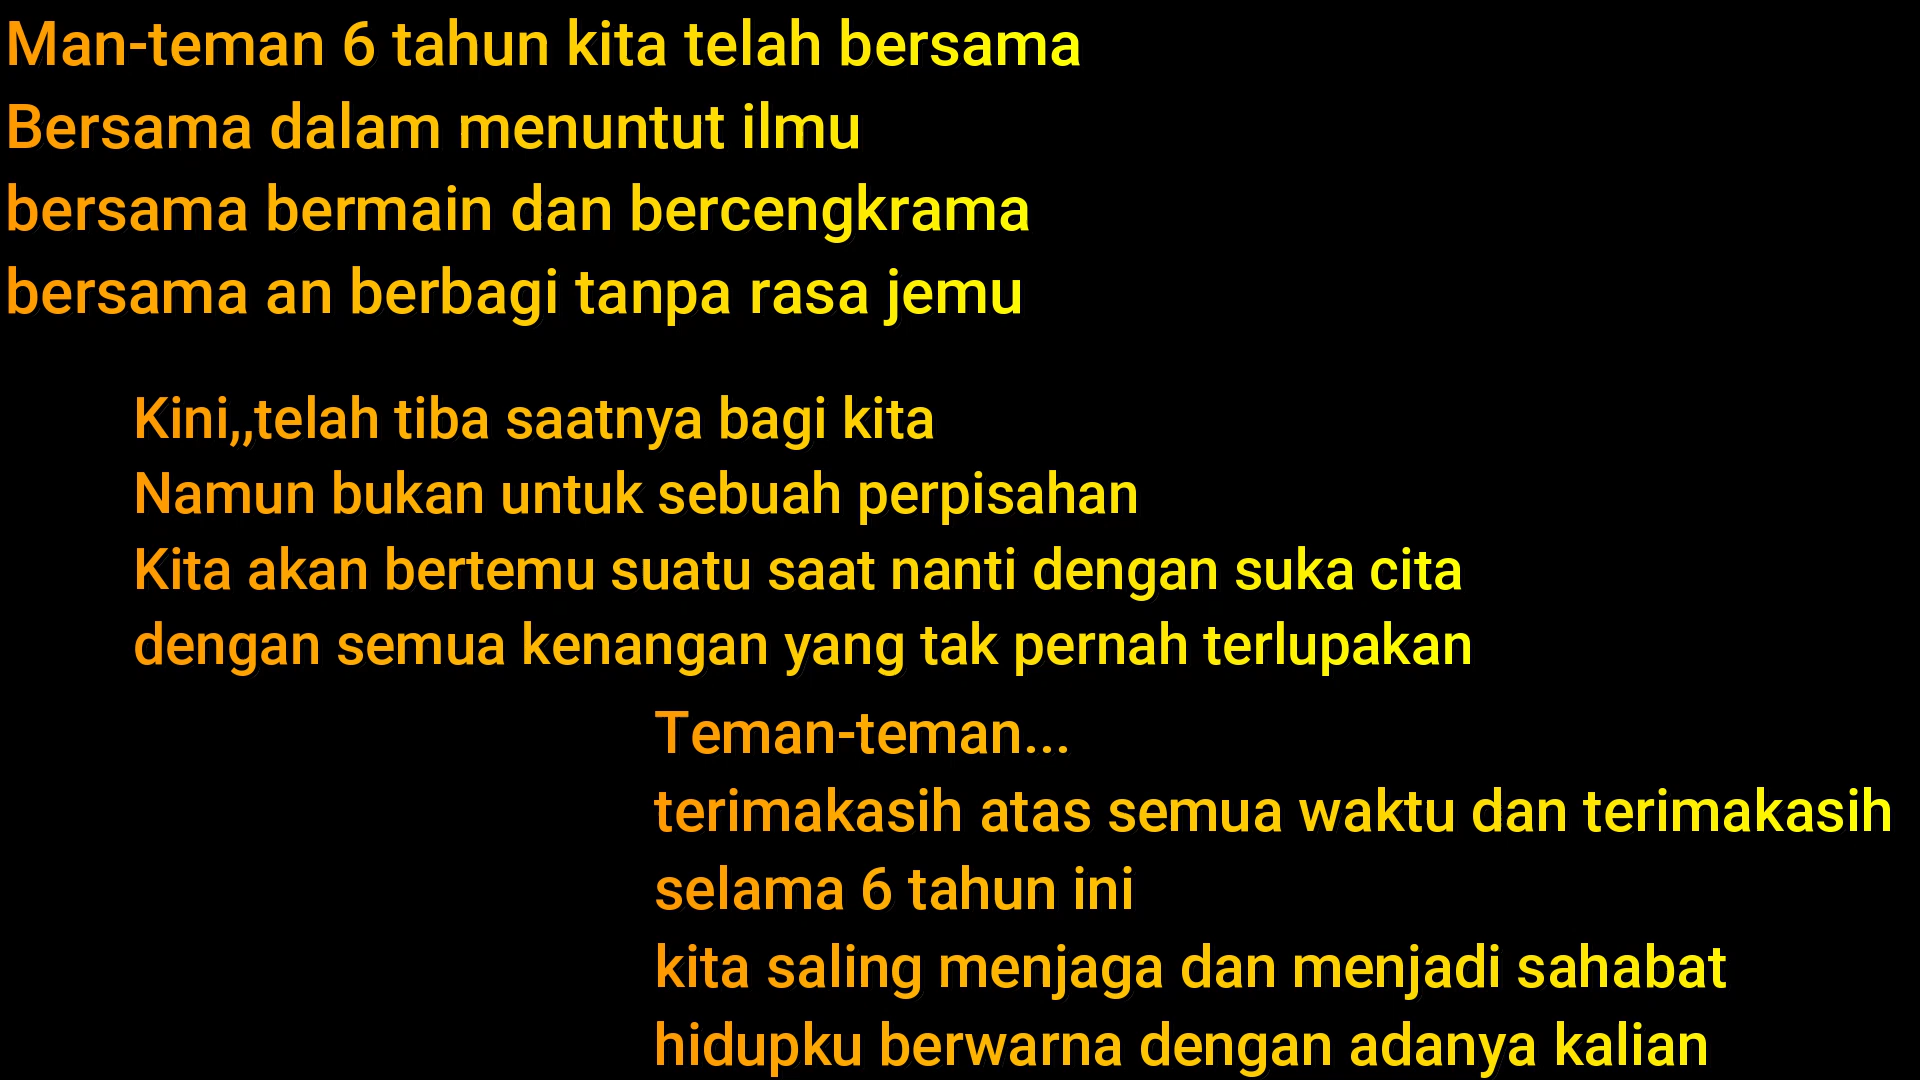 Man-teman 6 tahun kita telah bersama
Bersama dalam menuntut ilmu
bersama bermain dan bercengkrama
bersama an berbagi tanpa rasa jemu
Kini,,telah tiba saatnya bagi kita
Namun bukan untuk sebuah perpisahan
Kita akan bertemu suatu saat nanti dengan suka cita
dengan semua kenangan yang tak pernah terlupakan
Teman-teman...
terimakasih atas semua waktu dan terimakasih
selama 6 tahun ini
kita saling menjaga dan menjadi sahabat
hidupku berwarna dengan adanya kalian